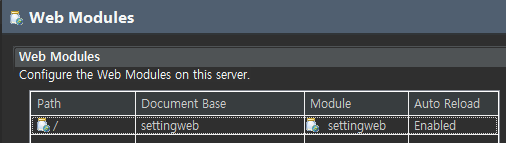 Web Modules
Web Modules
Configure the Web Modules on this server.
Path Document Base Module Auto Reload
/ settingweb settingweb Enabled